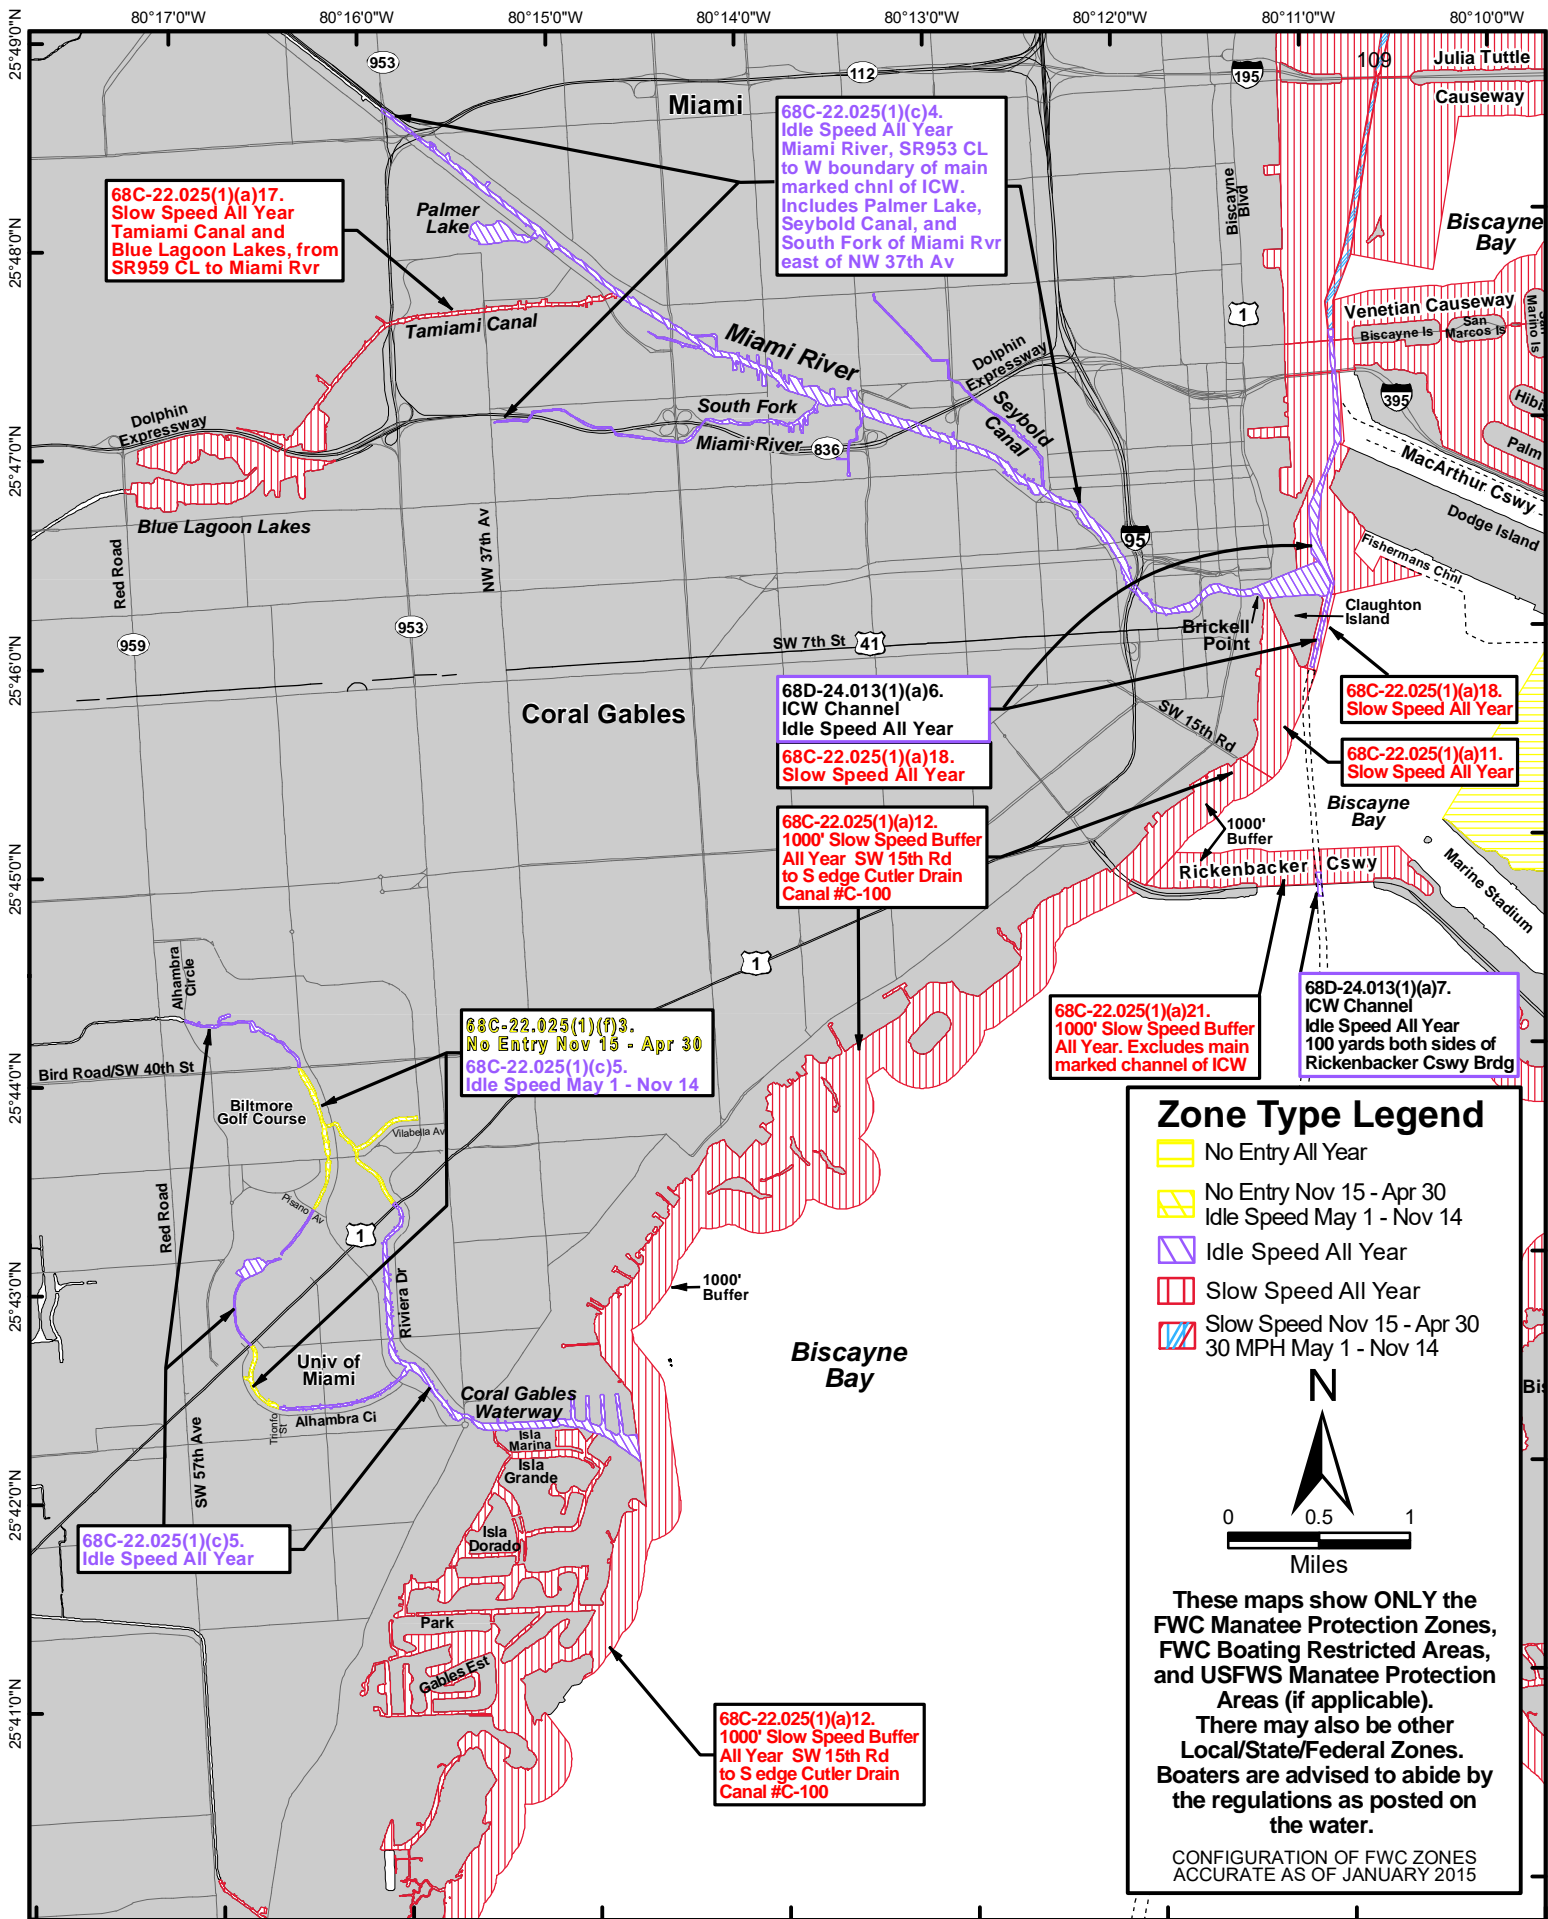 80°17'0"W
80°16'0"W
80°15'0"W
80°14'0"W
80°13'0"W
80°12'0"W
80°11'0"W
80°10'0"W
25°49'0"N
25°48'0"N
25°47'0"N
25°46'0"N
25°45'0"N
25°44'0"N
25°43'0"N
25°42'0"N
25°41'0"N
953
112
195
109
Julia Tuttle
Causeway
Miami
68C-22.025(1)(c)4.
Idle Speed All Year
Miami River, SR953 CL
to W boundary of main
marked chnl of ICW.
Includes Palmer Lake,
Seybold Canal, and
South Fork of Miami Rvr
east of NW 37th Av
68C-22.025(1)(a)17.
Slow Speed All Year
Tamiami Canal and
Blue Lagoon Lakes, from
SR959 CL to Miami Rvr
Palmer
Lake
Biscayne
Blvd
Biscayne
Bay
Tamiami Canal
Miami River
1
Venetian Causeway
Biscayne Is
San
Marcos Is
San
Marino Is
Dolphin
Expressway
395
Hibi
Palm
South Fork
Miami River
836
Seybold
Canal
Dolphin
Expressway
MacArthur Cswy
Dodge Island
Blue Lagoon Lakes
Red Road
NW 37th Av
95
Fishermans Chnl
Claughton
Island
Brickell
Point
959
953
SW 7th St
41
68D-24.013(1)(a)6.
ICW Channel
Idle Speed All Year
68C-22.025(1)(a)18.
Slow Speed All Year
68C-22.025(1)(a)18.
Slow Speed All Year
Coral Gables
SW 15th Rd
68C-22.025(1)(a)11.
Slow Speed All Year
68C-22.025(1)(a)12.
1000' Slow Speed Buffer
All Year SW 15th Rd
to S edge Cutler Drain
Canal #C-100
1000'
Buffer
Biscayne
Bay
Rickenbacker Cswy
Marine Stadium
Alhambra
Circle
1
68C-22.025(1)(a)21.
1000' Slow Speed Buffer
All Year. Excludes main
marked channel of ICW
68D-24.013(1)(a)7.
ICW Channel
Idle Speed All Year
100 yards both sides of
Rickenbacker Cswy Brdg
68C-22.025(1)(f)3.
No Entry Nov 15 - Apr 30
68C-22.025(1)(c)5.
Idle Speed May 1 - Nov 14
Bird Road/SW 40th St
Biltmore
Golf Course
Vilabella Av
Pisano Av
Red Road
1
Riviera Dr
1000'
Buffer
Univ of
Miami
Biscayne
Bay
Coral Gables
Waterway
Alhambra Ci
Trionfo
St
SW 57th Ave
Isla
Marina
Isla
Grande
Isla
Dorado
68C-22.025(1)(c)5.
Idle Speed All Year
Park
Gables Est
68C-22.025(1)(a)12.
1000' Slow Speed Buffer
All Year SW 15th Rd
to S edge Cutler Drain
Canal #C-100
Zone Type Legend
No Entry All Year
No Entry Nov 15 - Apr 30
Idle Speed May 1 - Nov 14
Idle Speed All Year
Slow Speed All Year
Slow Speed Nov 15 - Apr 30
30 MPH May 1 - Nov 14
N
0 0.5 1
Miles
These maps show ONLY the
FWC Manatee Protection Zones,
FWC Boating Restricted Areas,
and USFWS Manatee Protection
Areas (if applicable).
There may also be other
Local/State/Federal Zones.
Boaters are advised to abide by
the regulations as posted on
the water.
CONFIGURATION OF FWC ZONES
ACCURATE AS OF JANUARY 2015
Bis